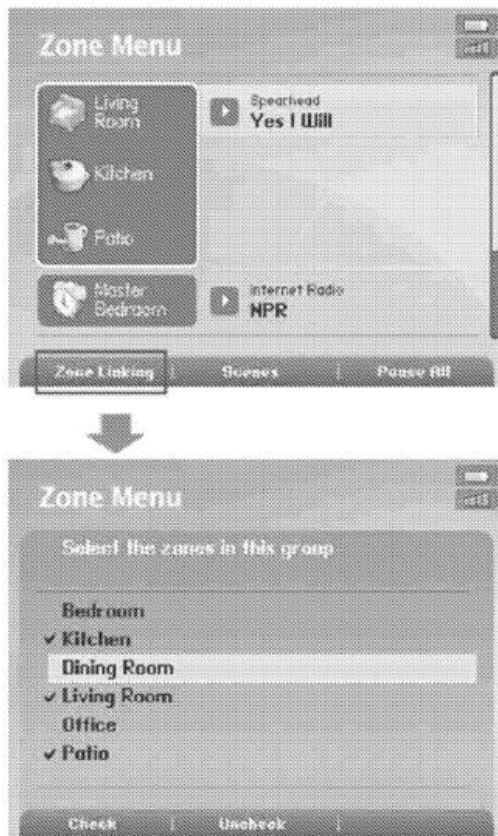 Zone Menu
Living
Room
Spearhead
Yes I Will
Kitchen
Patio
Master
Bedroom
Internet Radio
NPR
Zone Linking
Scenes
Pause All
Zone Menu
Select the zones in this group
Bedroom
✓ Kitchen
Dining Room
✓ Living Room
Office
✓ Patio
Check
Uncheck